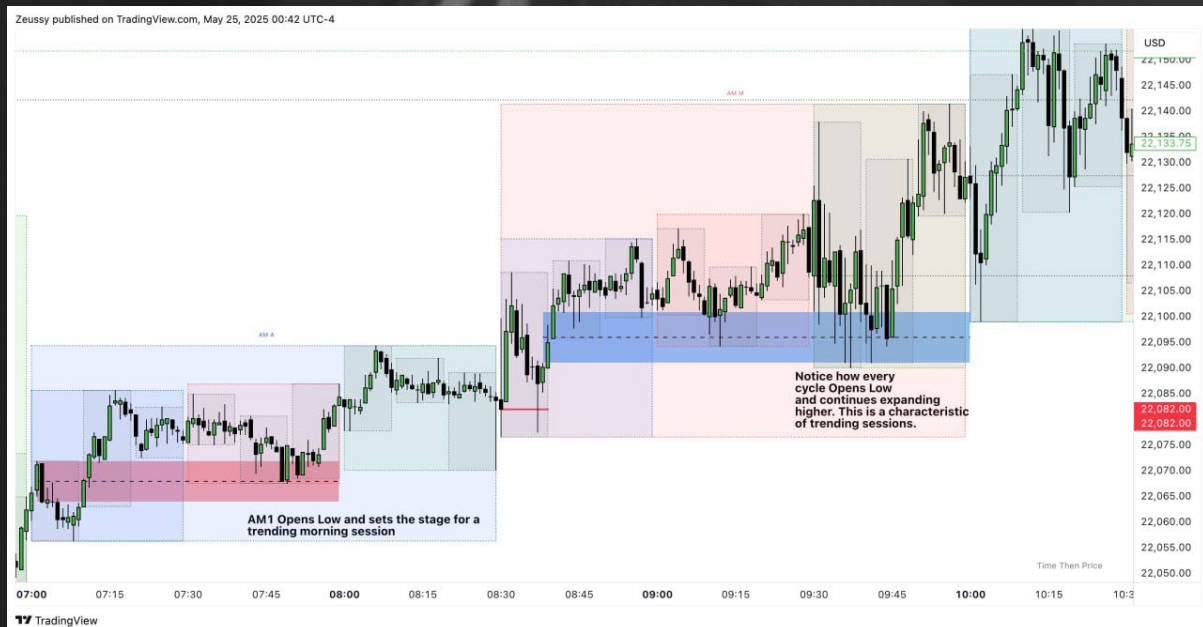 Zeussy published on TradingView.com, May 25, 2025 00:42 UTC-4
USD
22,150.00
22,145.00
22,140.00
22,135.00
22,133.75
22,130.00
22,125.00
22,120.00
22,115.00
22,110.00
22,105.00
22,100.00
22,095.00
22,090.00
22,085.00
22,082.00
22,082.00
22,075.00
22,070.00
22,065.00
22,060.00
22,055.00
22,050.00
AM-M
AM-A
Notice how every
cycle Opens Low
and continues expanding
higher. This is a characteristic
of trending sessions.
AM1 Opens Low and sets the stage for a
trending morning session
Time Then Price
07:00 07:15 07:30 07:45 08:00 08:15 08:30 08:45 09:00 09:15 09:30 09:45 10:00 10:15 10:3
TradingView